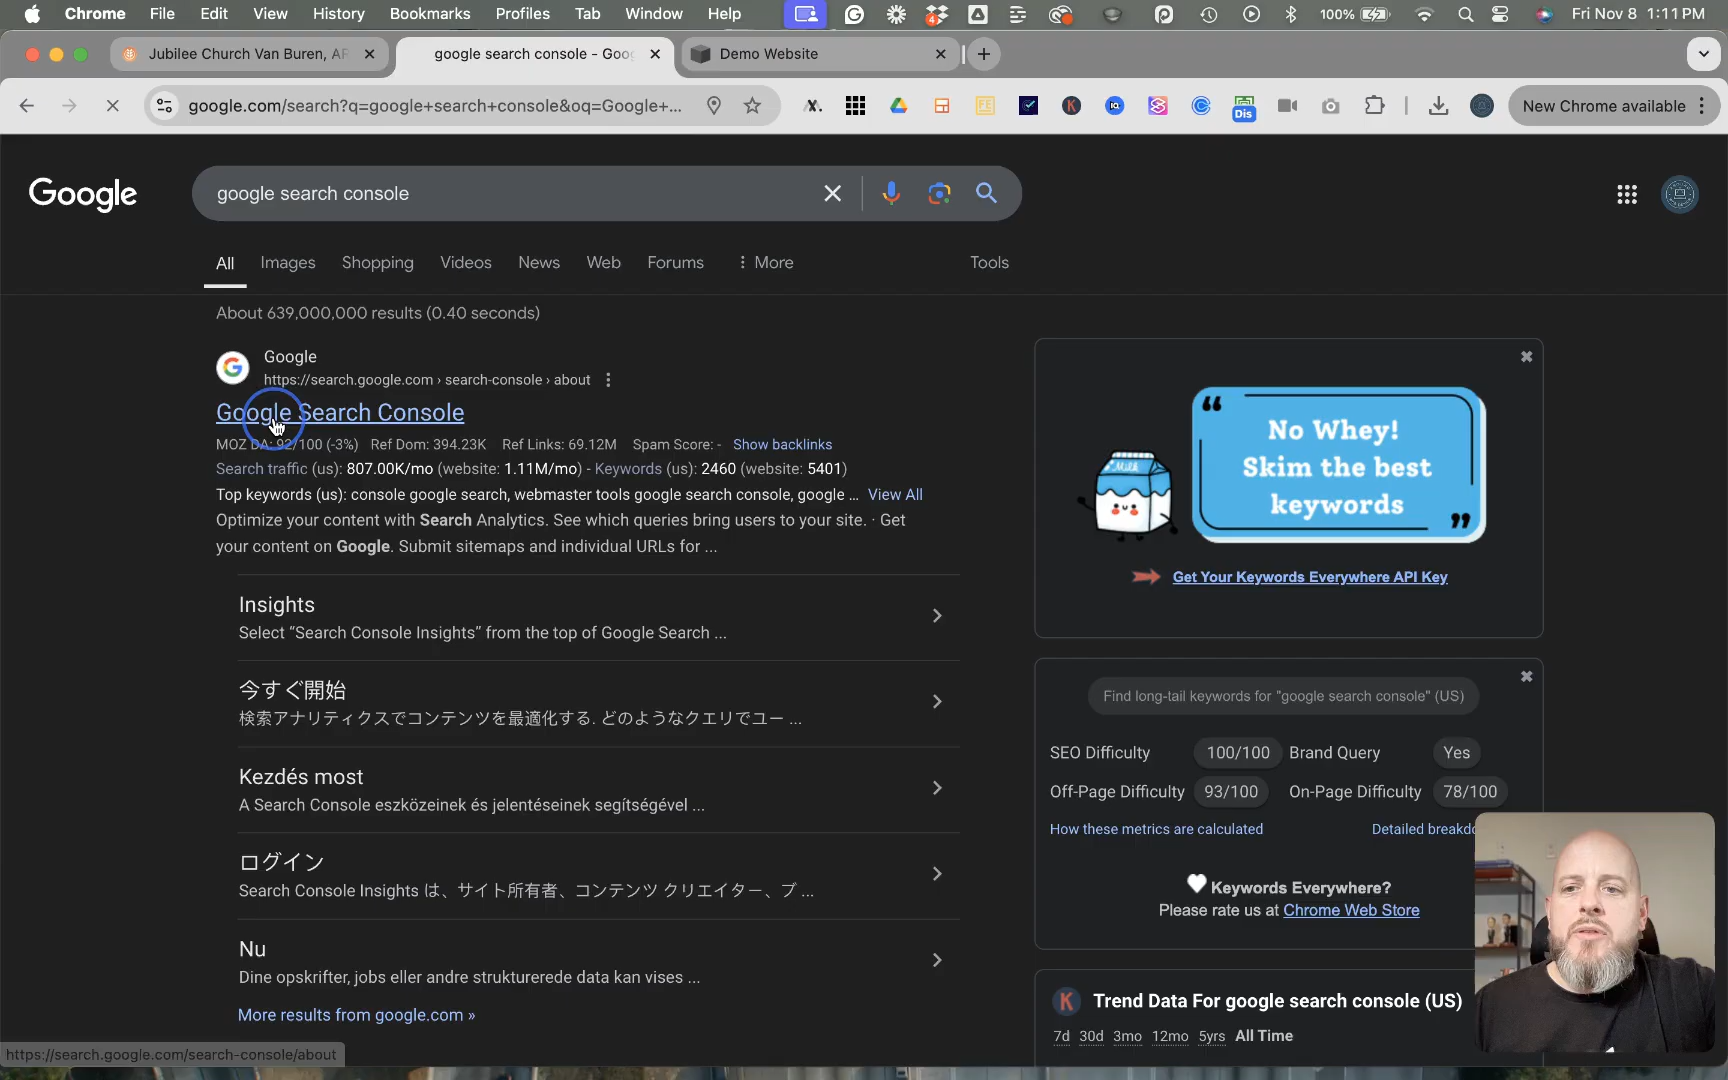 Chrome File Edit View History Bookmarks Profiles Tab Window Help 4 100% Fri Nov 8 1:11 PM
Jubilee Church Van Buren, AR google search console - Goo Demo Website
google.com/search?q=google+search+console&oq=Google+... FE IQ K Dis New Chrome available
Google google search console
All Images Shopping Videos News Web Forums More Tools
About 639,000,000 results (0.40 seconds)
Google
https://search.google.com › search-console › about
Google Search Console
MOZ DA: 92/100 (-3%) Ref Dom: 394.23K Ref Links: 69.12M Spam Score: - Show backlinks
Search traffic (us): 807.00K/mo (website: 1.11M/mo) - Keywords (us): 2460 (website: 5401)
Top keywords (us): console google search, webmaster tools google search console, google ... View All
Optimize your content with Search Analytics. See which queries bring users to your site. · Get
your content on Google. Submit sitemaps and individual URLs for ...
Insights
Select “Search Console Insights” from the top of Google Search ...
今すぐ開始
検索アナリティクスでコンテンツを最適化する. どのようなクエリでユー ...
Kezdés most
A Search Console eszközeinek és jelentéseinek segítségével ...
ログイン
Search Console Insights は、サイト所有者、コンテンツ クリエイター、ブ ...
Nu
Dine opskrifter, jobs eller andre strukturerede data kan vises ...
More results from google.com »
https://search.google.com/search-console/about
Milk
No Whey!
Skim the best
keywords
Get Your Keywords Everywhere API Key
Find long-tail keywords for "google search console" (US)
SEO Difficulty 100/100 Brand Query Yes
Off-Page Difficulty 93/100 On-Page Difficulty 78/100
How these metrics are calculated Detailed breakdo
Keywords Everywhere?
Please rate us at Chrome Web Store
K Trend Data For google search console (US)
7d 30d 3mo 12mo 5yrs All Time